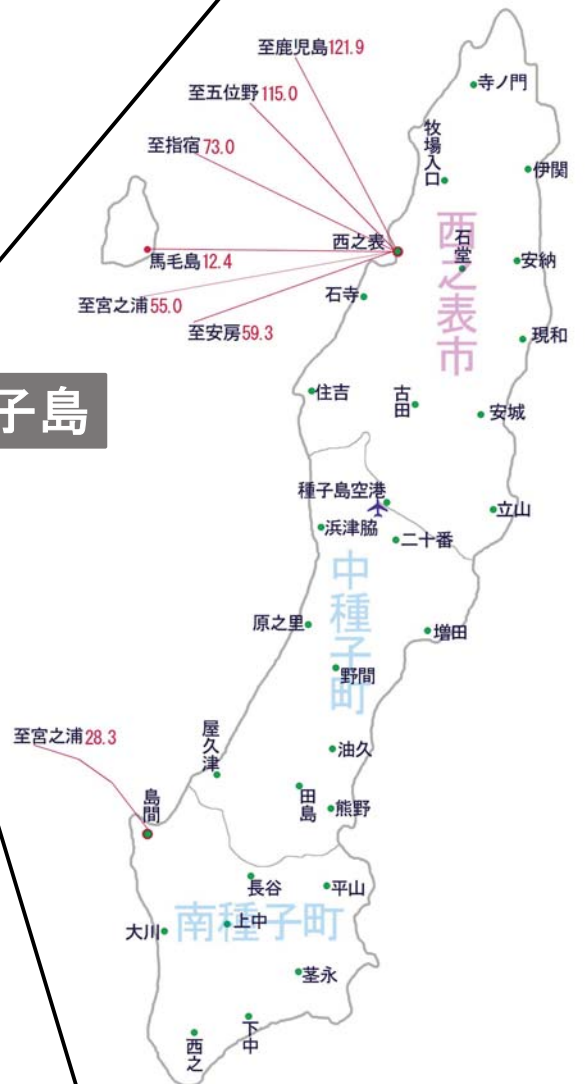 至鹿児島121.9
至五位野115.0
至指宿73.0
寺ノ門
牧場入口
伊関
西之表
石堂
西之表市
安納
馬毛島12.4
石寺
至宮之浦55.0
至安房59.3
現和
住吉
古田
安城
子島
種子島空港
立山
浜津脇
二十番
中種子町
原之里
増田
野間
至宮之浦28.3
屋久津
油久
島間
田島
熊野
長谷
平山
南種子町
上中
大川
茎永
下中
西之